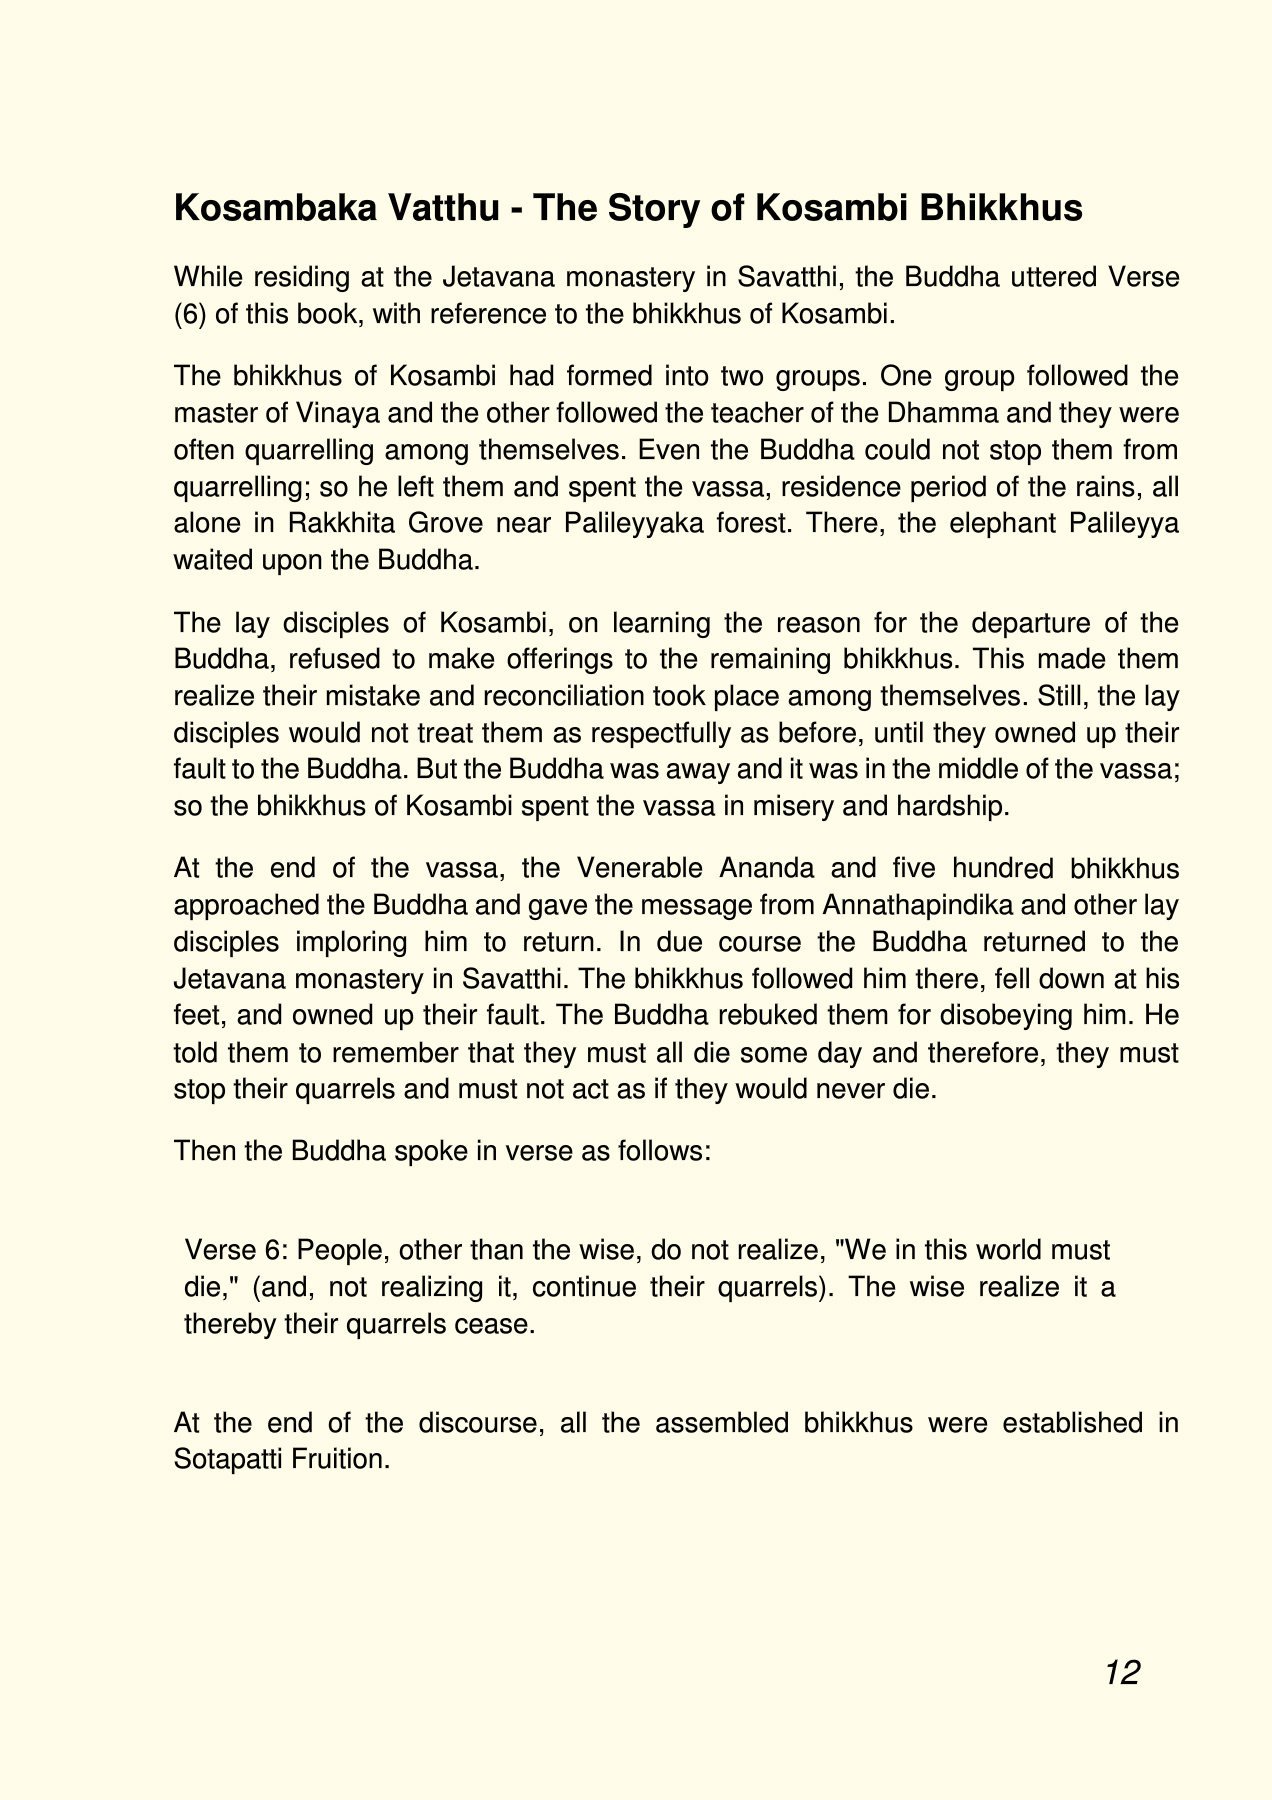 Kosambaka Vatthu - The Story of Kosambi Bhikkhus
While residing at the Jetavana monastery in Savatthi, the Buddha uttered Verse
(6) of this book, with reference to the bhikkhus of Kosambi.
The bhikkhus of Kosambi had formed into two groups. One group followed the
master of Vinaya and the other followed the teacher of the Dhamma and they were
often quarrelling among themselves. Even the Buddha could not stop them from
quarrelling; so he left them and spent the vassa, residence period of the rains, all
alone in Rakkhita Grove near Palileyyaka forest. There, the elephant Palileyya
waited upon the Buddha.
The lay disciples of Kosambi, on learning the reason for the departure of the
Buddha, refused to make offerings to the remaining bhikkhus. This made them
realize their mistake and reconciliation took place among themselves. Still, the lay
disciples would not treat them as respectfully as before, until they owned up their
fault to the Buddha. But the Buddha was away and it was in the middle of the vassa;
so the bhikkhus of Kosambi spent the vassa in misery and hardship.
At the end of the vassa, the Venerable Ananda and five hundred bhikkhus
approached the Buddha and gave the message from Annathapindika and other lay
disciples imploring him to return. In due course the Buddha returned to the
Jetavana monastery in Savatthi. The bhikkhus followed him there, fell down at his
feet, and owned up their fault. The Buddha rebuked them for disobeying him. He
told them to remember that they must all die some day and therefore, they must
stop their quarrels and must not act as if they would never die.
Then the Buddha spoke in verse as follows:
Verse 6: People, other than the wise, do not realize, "We in this world must
die," (and, not realizing it, continue their quarrels). The wise realize it a
thereby their quarrels cease.
At the end of the discourse, all the assembled bhikkhus were established in
Sotapatti Fruition.
12